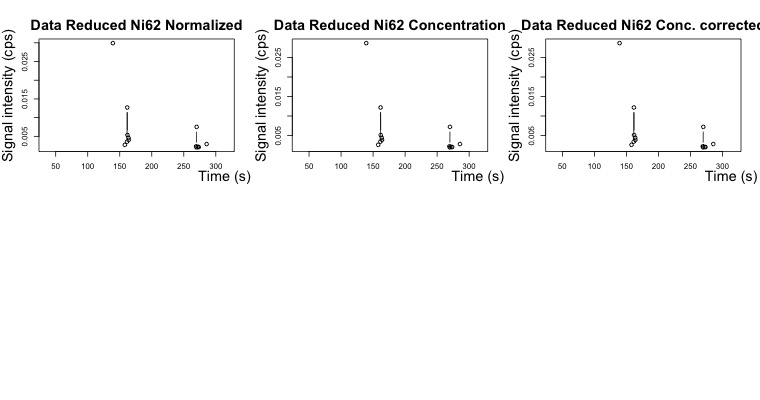 Data Reduced Ni62 Normalized
Signal intensity (cps)
0.005 0.015 0.025
50 100 150 200 250 300
Time (s)
Data Reduced Ni62 Concentration
Signal intensity (cps)
0.005 0.015 0.025
50 100 150 200 250 300
Time (s)
Data Reduced Ni62 Conc. corrected
Signal intensity (cps)
0.005 0.015 0.025
50 100 150 200 250 300
Time (s)